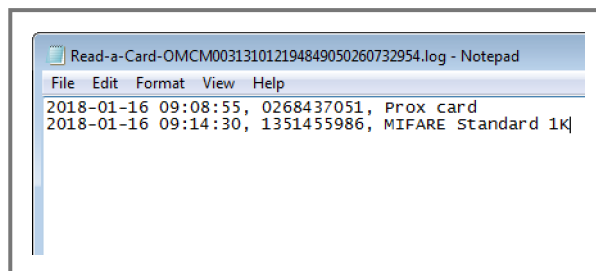 Read-a-Card-OMCM003131012194849050260732954.log - Notepad
File Edit Format View Help
2018-01-16 09:08:55, 0268437051, Prox card
2018-01-16 09:14:30, 1351455986, MIFARE Standard 1K